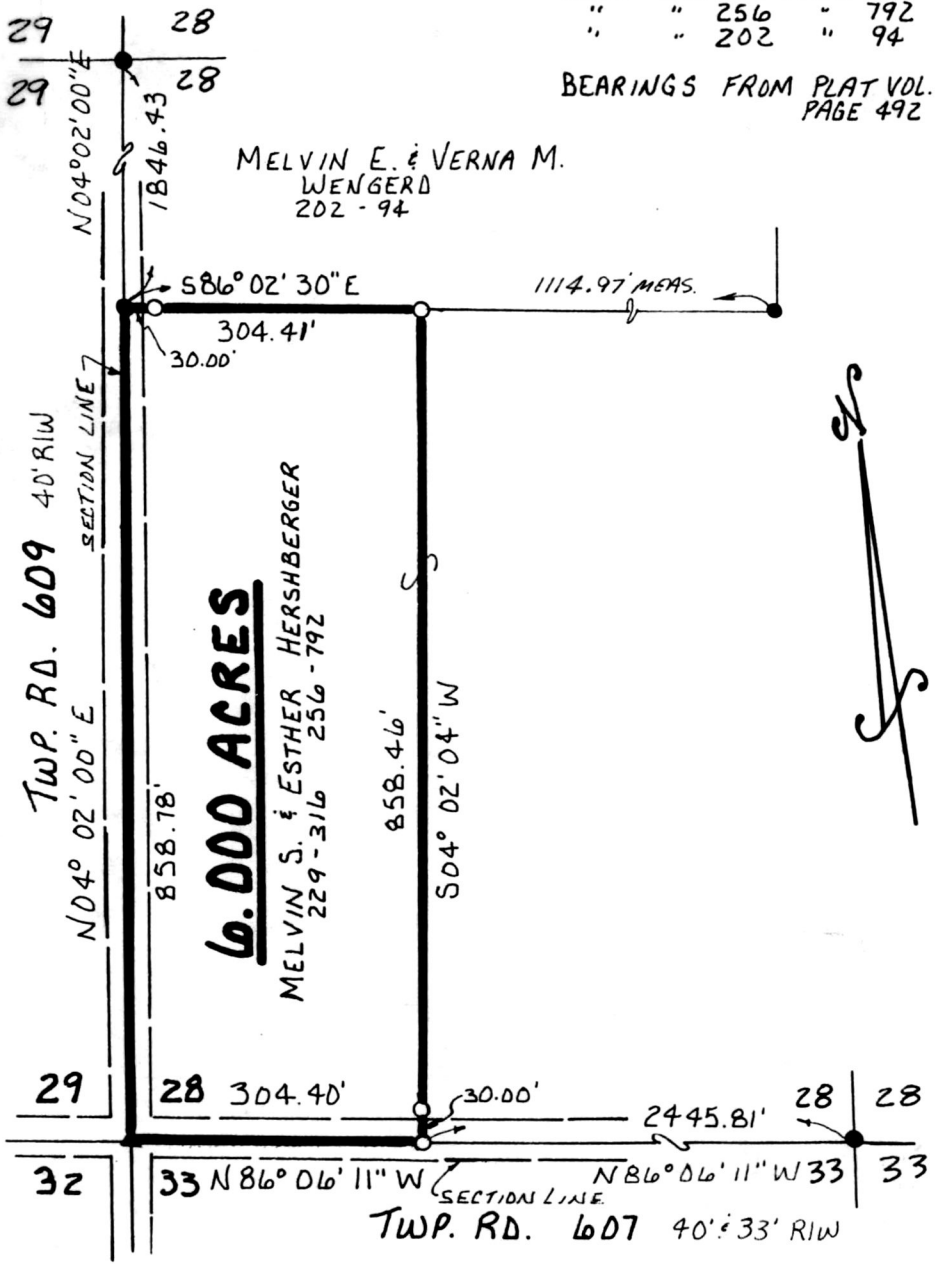 " " 256 " 792
" " 202 " 94
BEARINGS FROM PLAT VOL.
PAGE 492
29 28
29 28
N04°02'00"E
1846.43
MELVIN E. & VERNA M.
WENGERD
202 - 94
S86° 02' 30" E
1114.97' MEAS.
304.41'
30.00'
SECTION LINE
TWP. RD. 609 40' R/W
N04° 02' 00" E
858.78'
6.000 ACRES
MELVIN S. & ESTHER HERSHBERGER
229-316 256-792
858.46'
S04° 02' 04" W
N
S
29 28 304.40' 30.00' 2445.81' 28 28
32 33 N86° 06' 11" W SECTION LINE N86° 06' 11" W 33 33
TWP. RD. 607 40' & 33' R/W